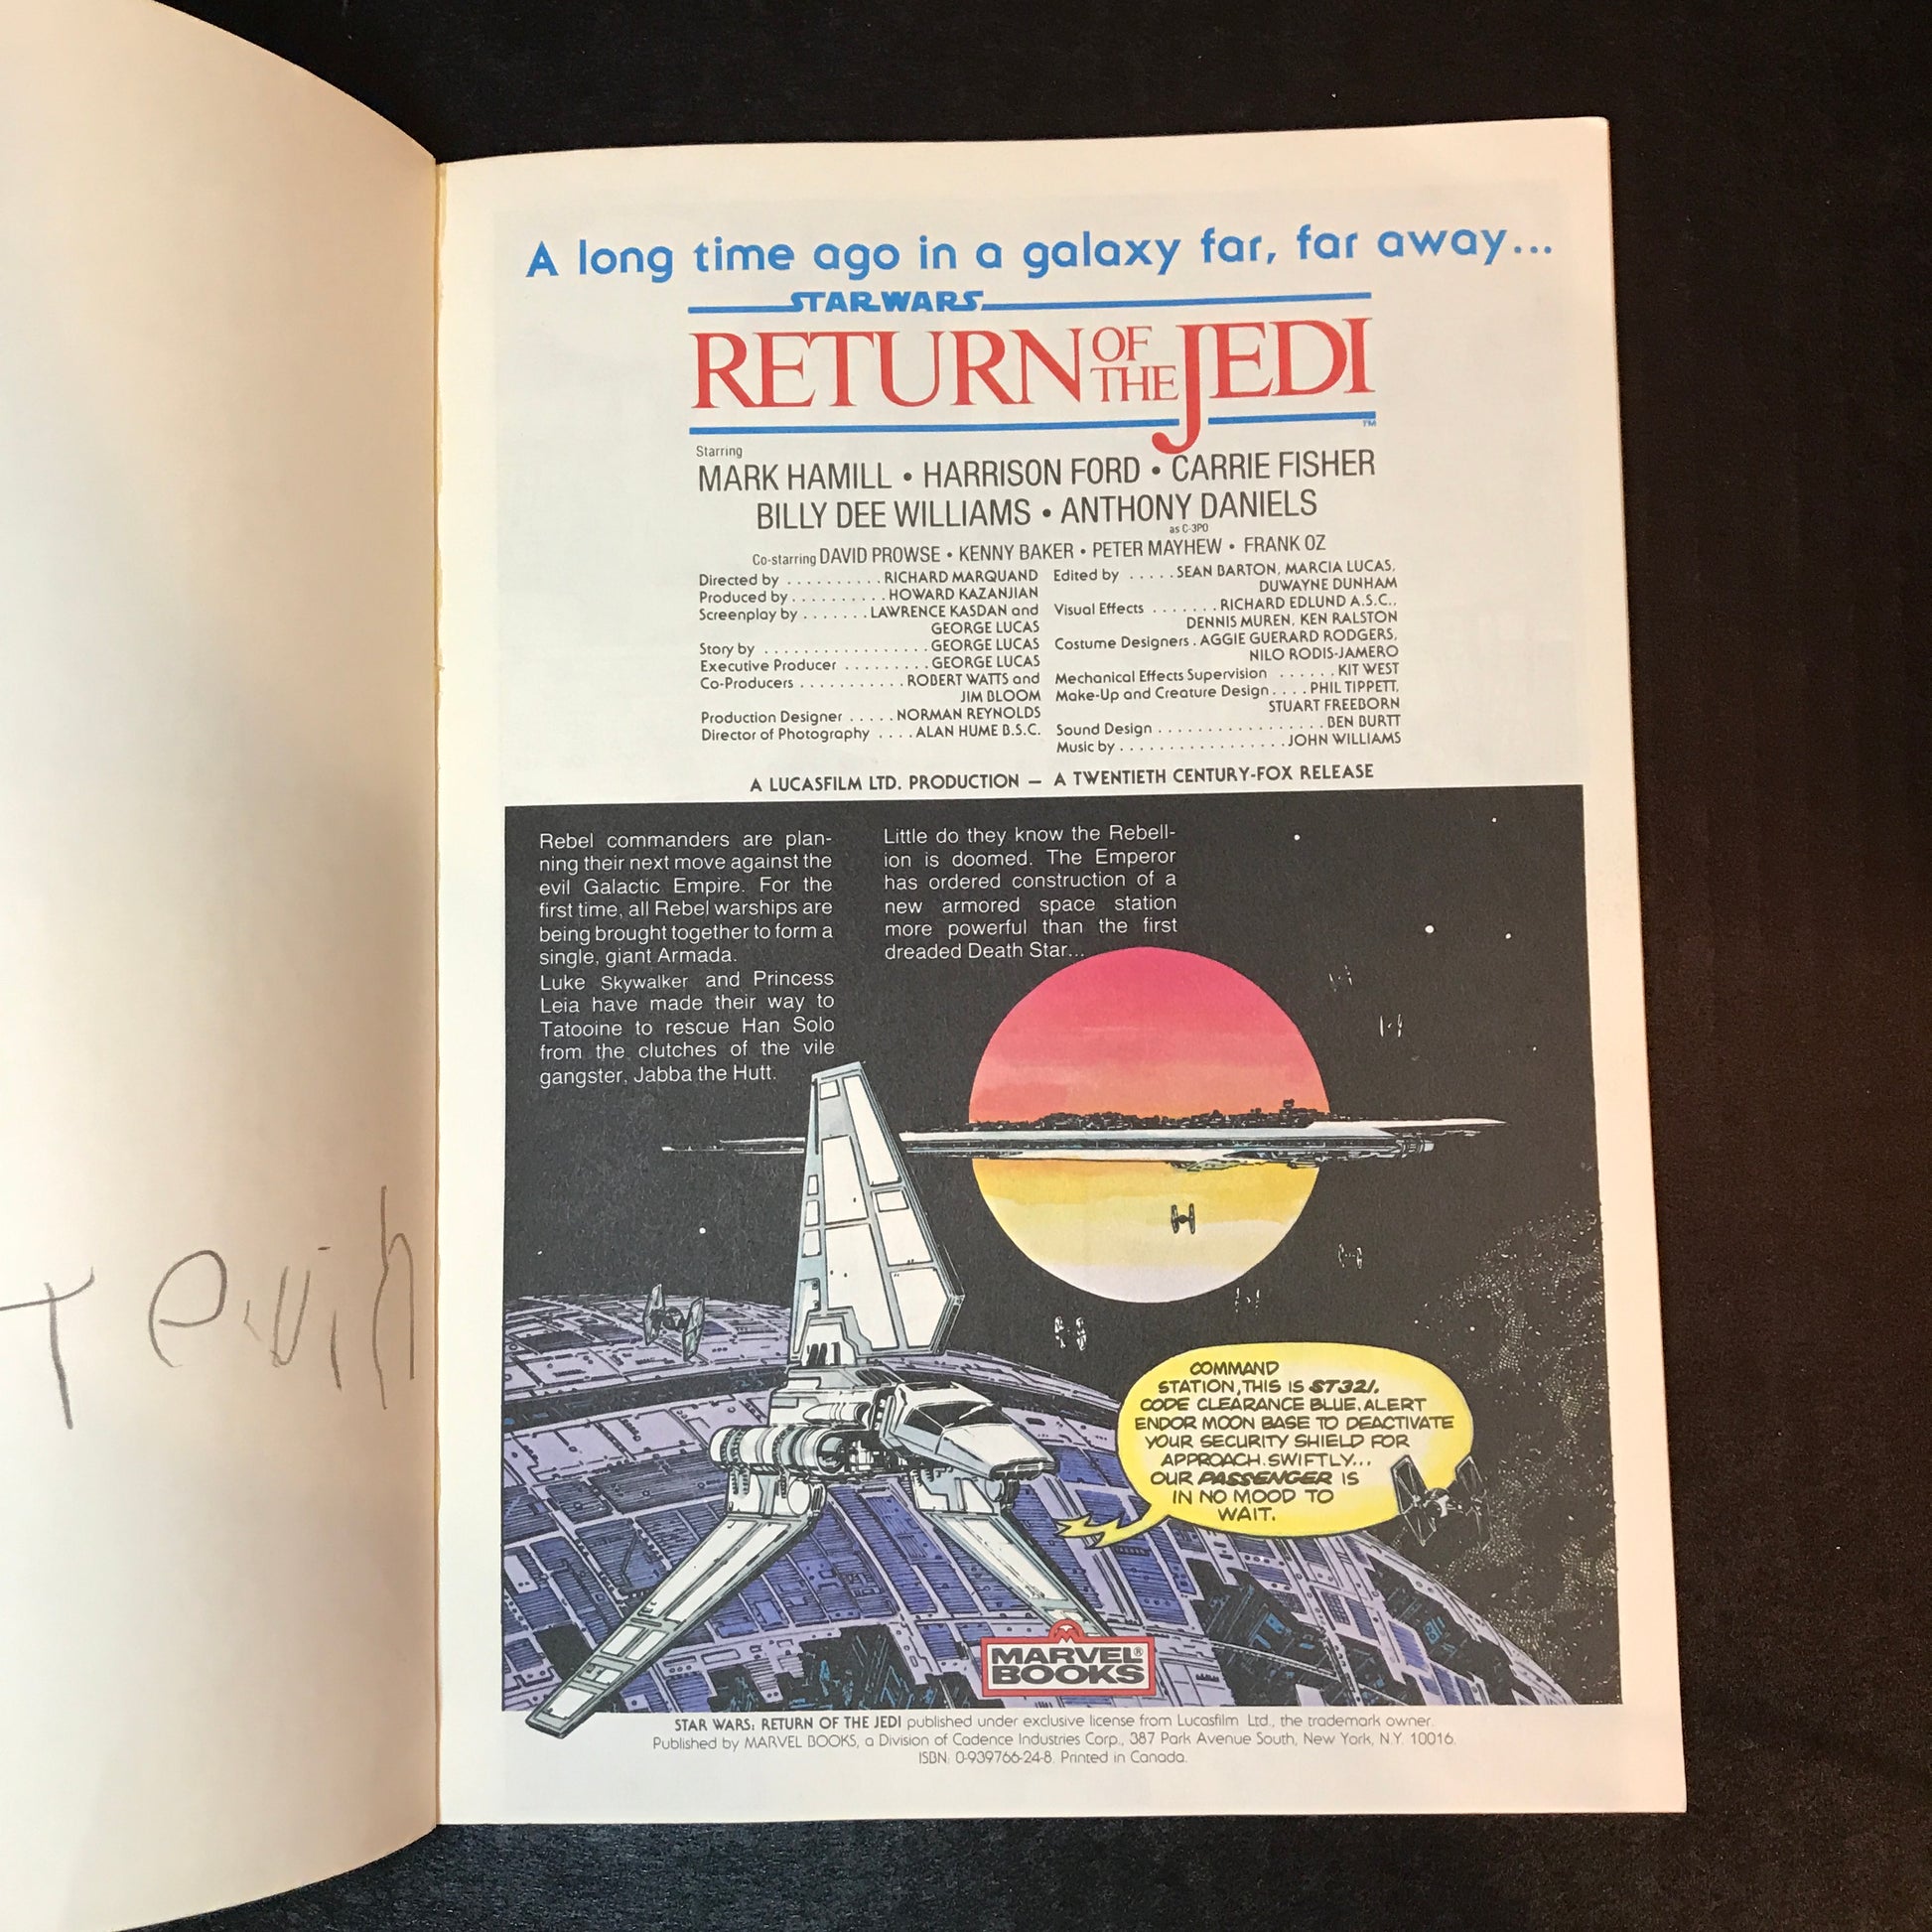 A long time ago in a galaxy far, far away...
STAR WARS
RETURN OF THE JEDI
TM
Starring
MARK HAMILL • HARRISON FORD • CARRIE FISHER
BILLY DEE WILLIAMS • ANTHONY DANIELS
as C-3PO
Co-starring DAVID PROWSE • KENNY BAKER • PETER MAYHEW • FRANK OZ
Directed by .......... RICHARD MARQUAND
Produced by .......... HOWARD KAZANJIAN
Screenplay by ....... LAWRENCE KASDAN and
GEORGE LUCAS
Story by ................. GEORGE LUCAS
Executive Producer ......... GEORGE LUCAS
Co-Producers ........... ROBERT WATTS and
JIM BLOOM
Production Designer ..... NORMAN REYNOLDS
Director of Photography .... ALAN HUME B.S.C.
Edited by ..... SEAN BARTON, MARCIA LUCAS,
DUWAYNE DUNHAM
Visual Effects ....... RICHARD EDLUND A.S.C.,
DENNIS MUREN, KEN RALSTON
Costume Designers . AGGIE GUERARD RODGERS,
NILO RODIS-JAMERO
Mechanical Effects Supervision ...... KIT WEST
Make-Up and Creature Design .... PHIL TIPPETT,
STUART FREEBORN
Sound Design ................ BEN BURTT
Music by ................. JOHN WILLIAMS
A LUCASFILM LTD. PRODUCTION — A TWENTIETH CENTURY-FOX RELEASE
Rebel commanders are plan-
ning their next move against the
evil Galactic Empire. For the
first time, all Rebel warships are
being brought together to form a
single, giant Armada.
Luke Skywalker and Princess
Leia have made their way to
Tatooine to rescue Han Solo
from the clutches of the vile
gangster, Jabba the Hutt.
Little do they know the Rebell-
ion is doomed. The Emperor
has ordered construction of a
new armored space station
more powerful than the first
dreaded Death Star...
COMMAND
STATION, THIS IS ST321.
CODE CLEARANCE BLUE. ALERT
ENDOR MOON BASE TO DEACTIVATE
YOUR SECURITY SHIELD FOR
APPROACH. SWIFTLY...
OUR PASSENGER IS
IN NO MOOD TO
WAIT.
MARVEL®
BOOKS
STAR WARS: RETURN OF THE JEDI published under exclusive license from Lucasfilm Ltd., the trademark owner.
Published by MARVEL BOOKS, a Division of Cadence Industries Corp., 387 Park Avenue South, New York, N.Y. 10016.
ISBN: 0-939766-24-8. Printed in Canada.